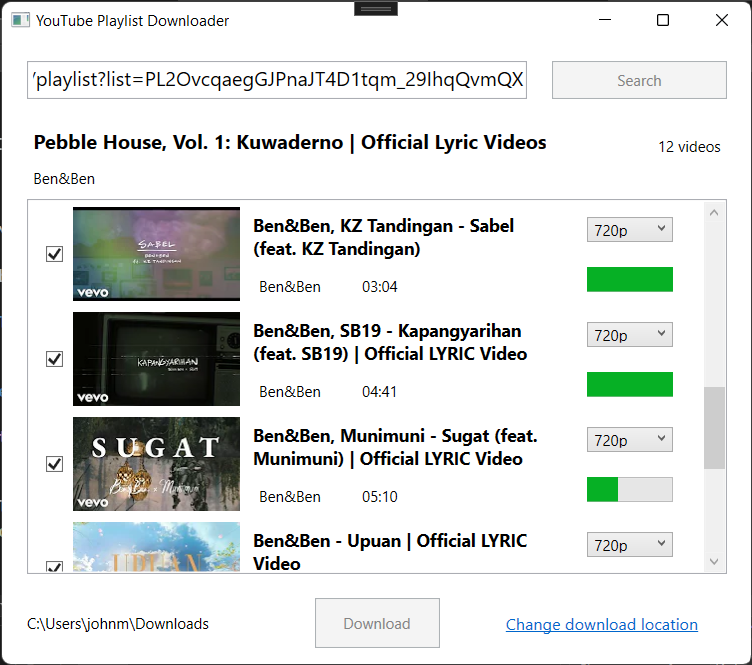 YouTube Playlist Downloader
/playlist?list=PL2OvcqaegGJPnaJT4D1tqm_29IhqQvmQX
Search
Pebble House, Vol. 1: Kuwaderno | Official Lyric Videos
12 videos
Ben&Ben
SABEL
vevo
Ben&Ben, KZ Tandingan - Sabel
(feat. KZ Tandingan)
720p
Ben&Ben
03:04
KAPANGYARIHAN
vevo
Ben&Ben, SB19 - Kapangyarihan
(feat. SB19) | Official LYRIC Video
720p
Ben&Ben
04:41
SUGAT
Ben&Ben x Munimuni
vevo
Ben&Ben, Munimuni - Sugat (feat.
Munimuni) | Official LYRIC Video
720p
Ben&Ben
05:10
UPUAN
Ben&Ben - Upuan | Official LYRIC
Video
720p
C:\Users\johnm\Downloads
Download
Change download location